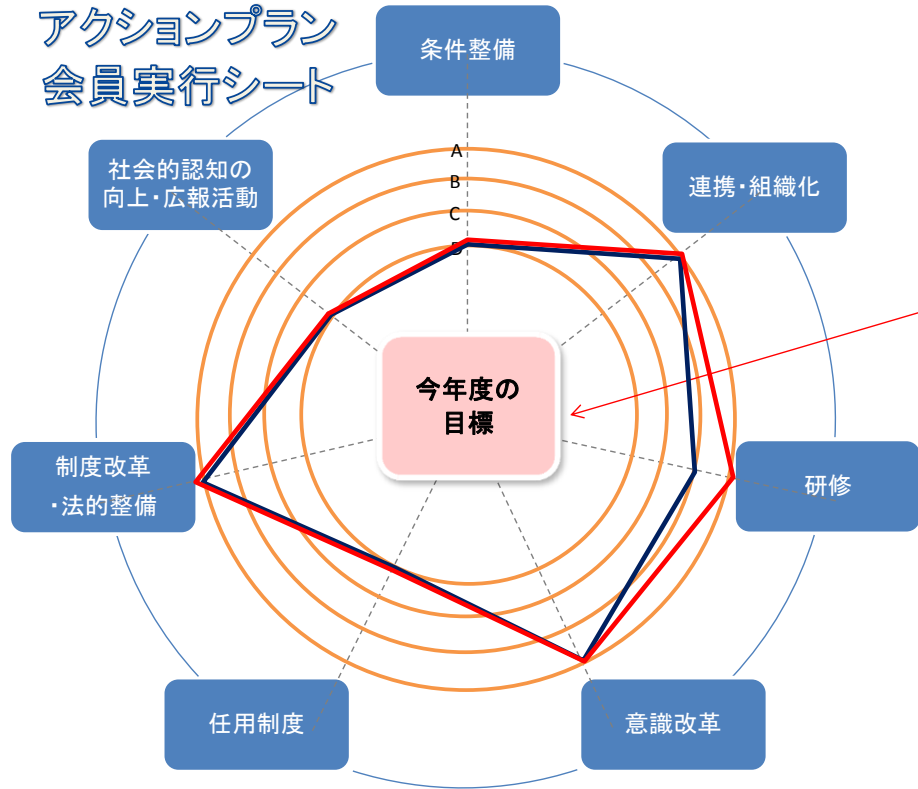 アクションプラン
会員実行シート
条件整備
社会的認知の
向上・広報活動
連携・組織化
A
B
C
D
今年度の
目標
制度改革
・法的整備
研修
任用制度
意識改革